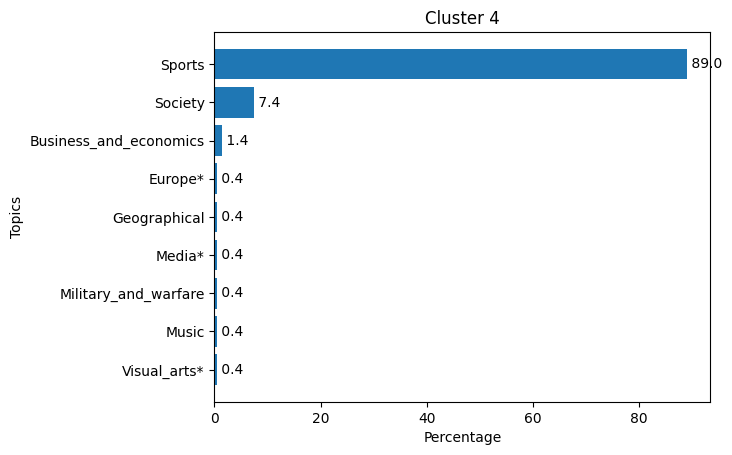 Cluster 4
Sports 89.0
Society 7.4
Business_and_economics 1.4
Europe* 0.4
Geographical 0.4
Media* 0.4
Military_and_warfare 0.4
Music 0.4
Visual_arts* 0.4
Topics
0 20 40 60 80
Percentage